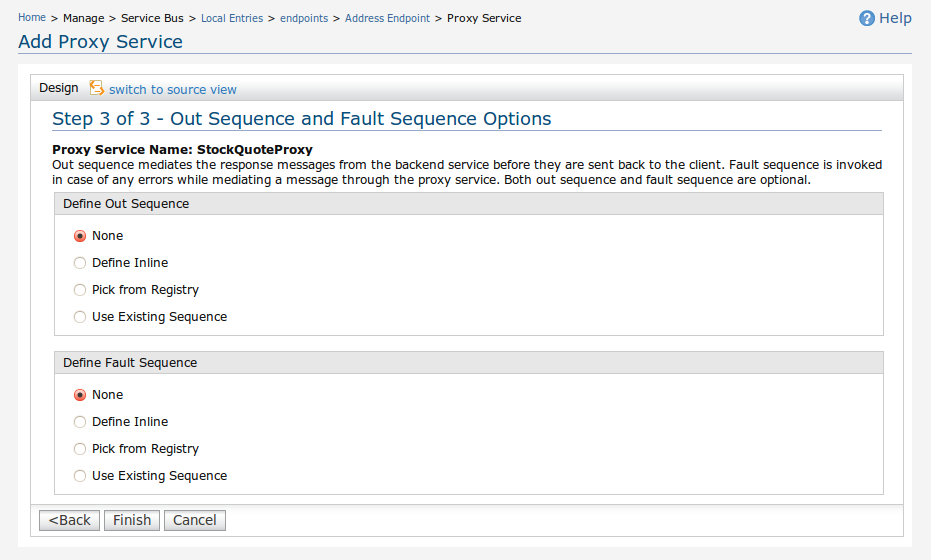 Home > Manage > Service Bus > Local Entries > endpoints > Address Endpoint > Proxy Service
Help
Add Proxy Service
Design switch to source view
Step 3 of 3 - Out Sequence and Fault Sequence Options
Proxy Service Name: StockQuoteProxy
Out sequence mediates the response messages from the backend service before they are sent back to the client. Fault sequence is invoked
in case of any errors while mediating a message through the proxy service. Both out sequence and fault sequence are optional.
Define Out Sequence
None
Define Inline
Pick from Registry
Use Existing Sequence
Define Fault Sequence
None
Define Inline
Pick from Registry
Use Existing Sequence
<Back Finish Cancel